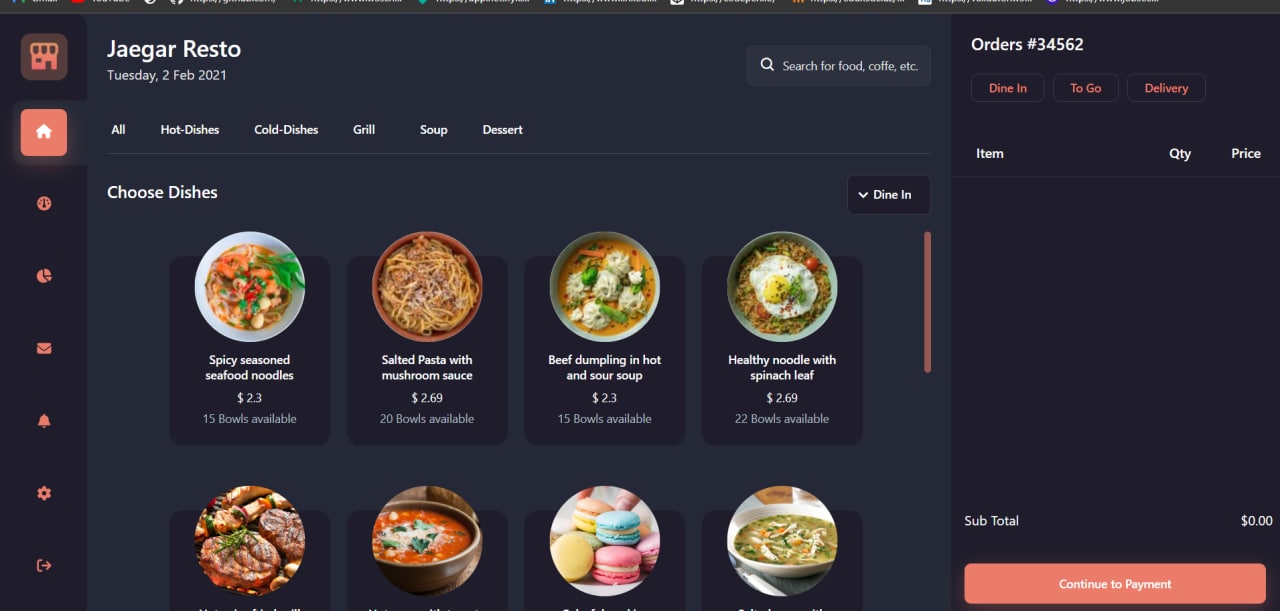 Jaegar Resto
Tuesday, 2 Feb 2021
Search for food, coffe, etc.
All
Hot-Dishes
Cold-Dishes
Grill
Soup
Dessert
Choose Dishes
Dine In
Spicy seasoned
seafood noodles
$ 2.3
15 Bowls available
Salted Pasta with
mushroom sauce
$ 2.69
20 Bowls available
Beef dumpling in hot
and sour soup
$ 2.3
15 Bowls available
Healthy noodle with
spinach leaf
$ 2.69
22 Bowls available
Orders #34562
Dine In
To Go
Delivery
Item
Qty
Price
Sub Total
$0.00
Continue to Payment